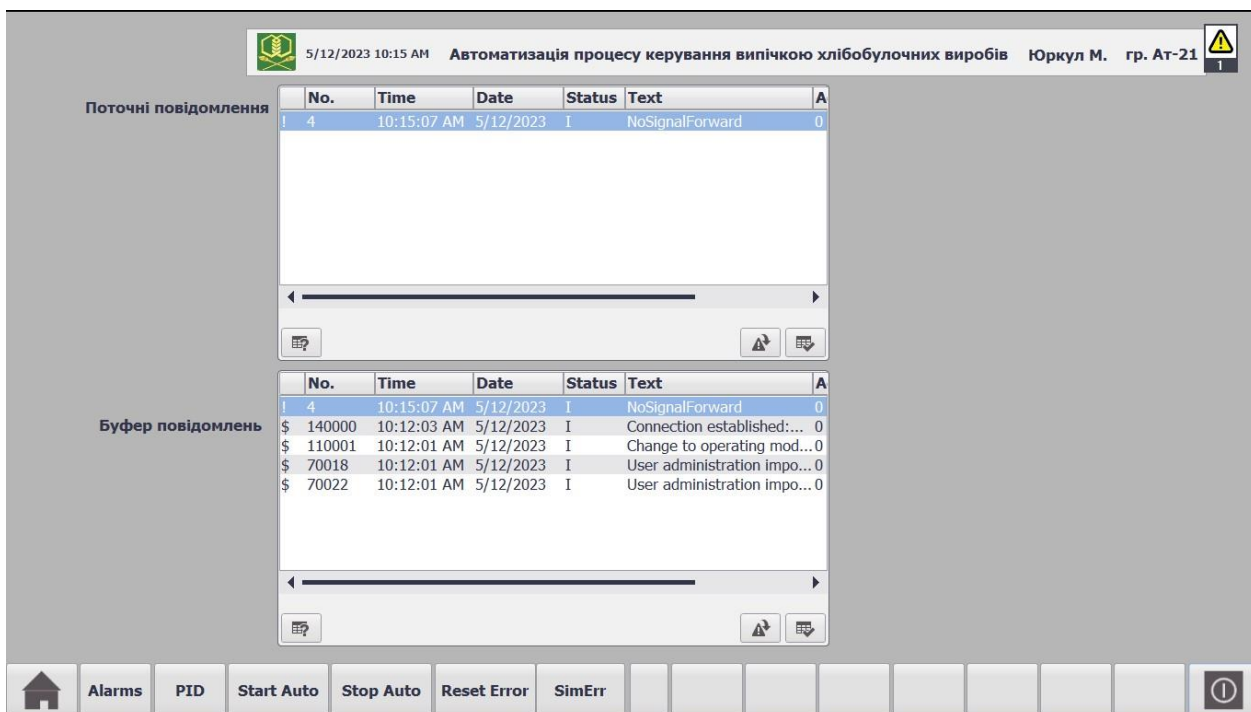 5/12/2023 10:15 AM Автоматизація процесу керування випічкою хлібобулочних виробів Юркул М. гр. Ат-21
1
Поточні повідомлення
No. Time Date Status Text A
! 4 10:15:07 AM 5/12/2023 I NoSignalForward 0
Буфер повідомлень
No. Time Date Status Text A
! 4 10:15:07 AM 5/12/2023 I NoSignalForward 0
$ 140000 10:12:03 AM 5/12/2023 I Connection established:... 0
$ 110001 10:12:01 AM 5/12/2023 I Change to operating mod... 0
$ 70018 10:12:01 AM 5/12/2023 I User administration impo... 0
$ 70022 10:12:01 AM 5/12/2023 I User administration impo... 0
Alarms PID Start Auto Stop Auto Reset Error SimErr